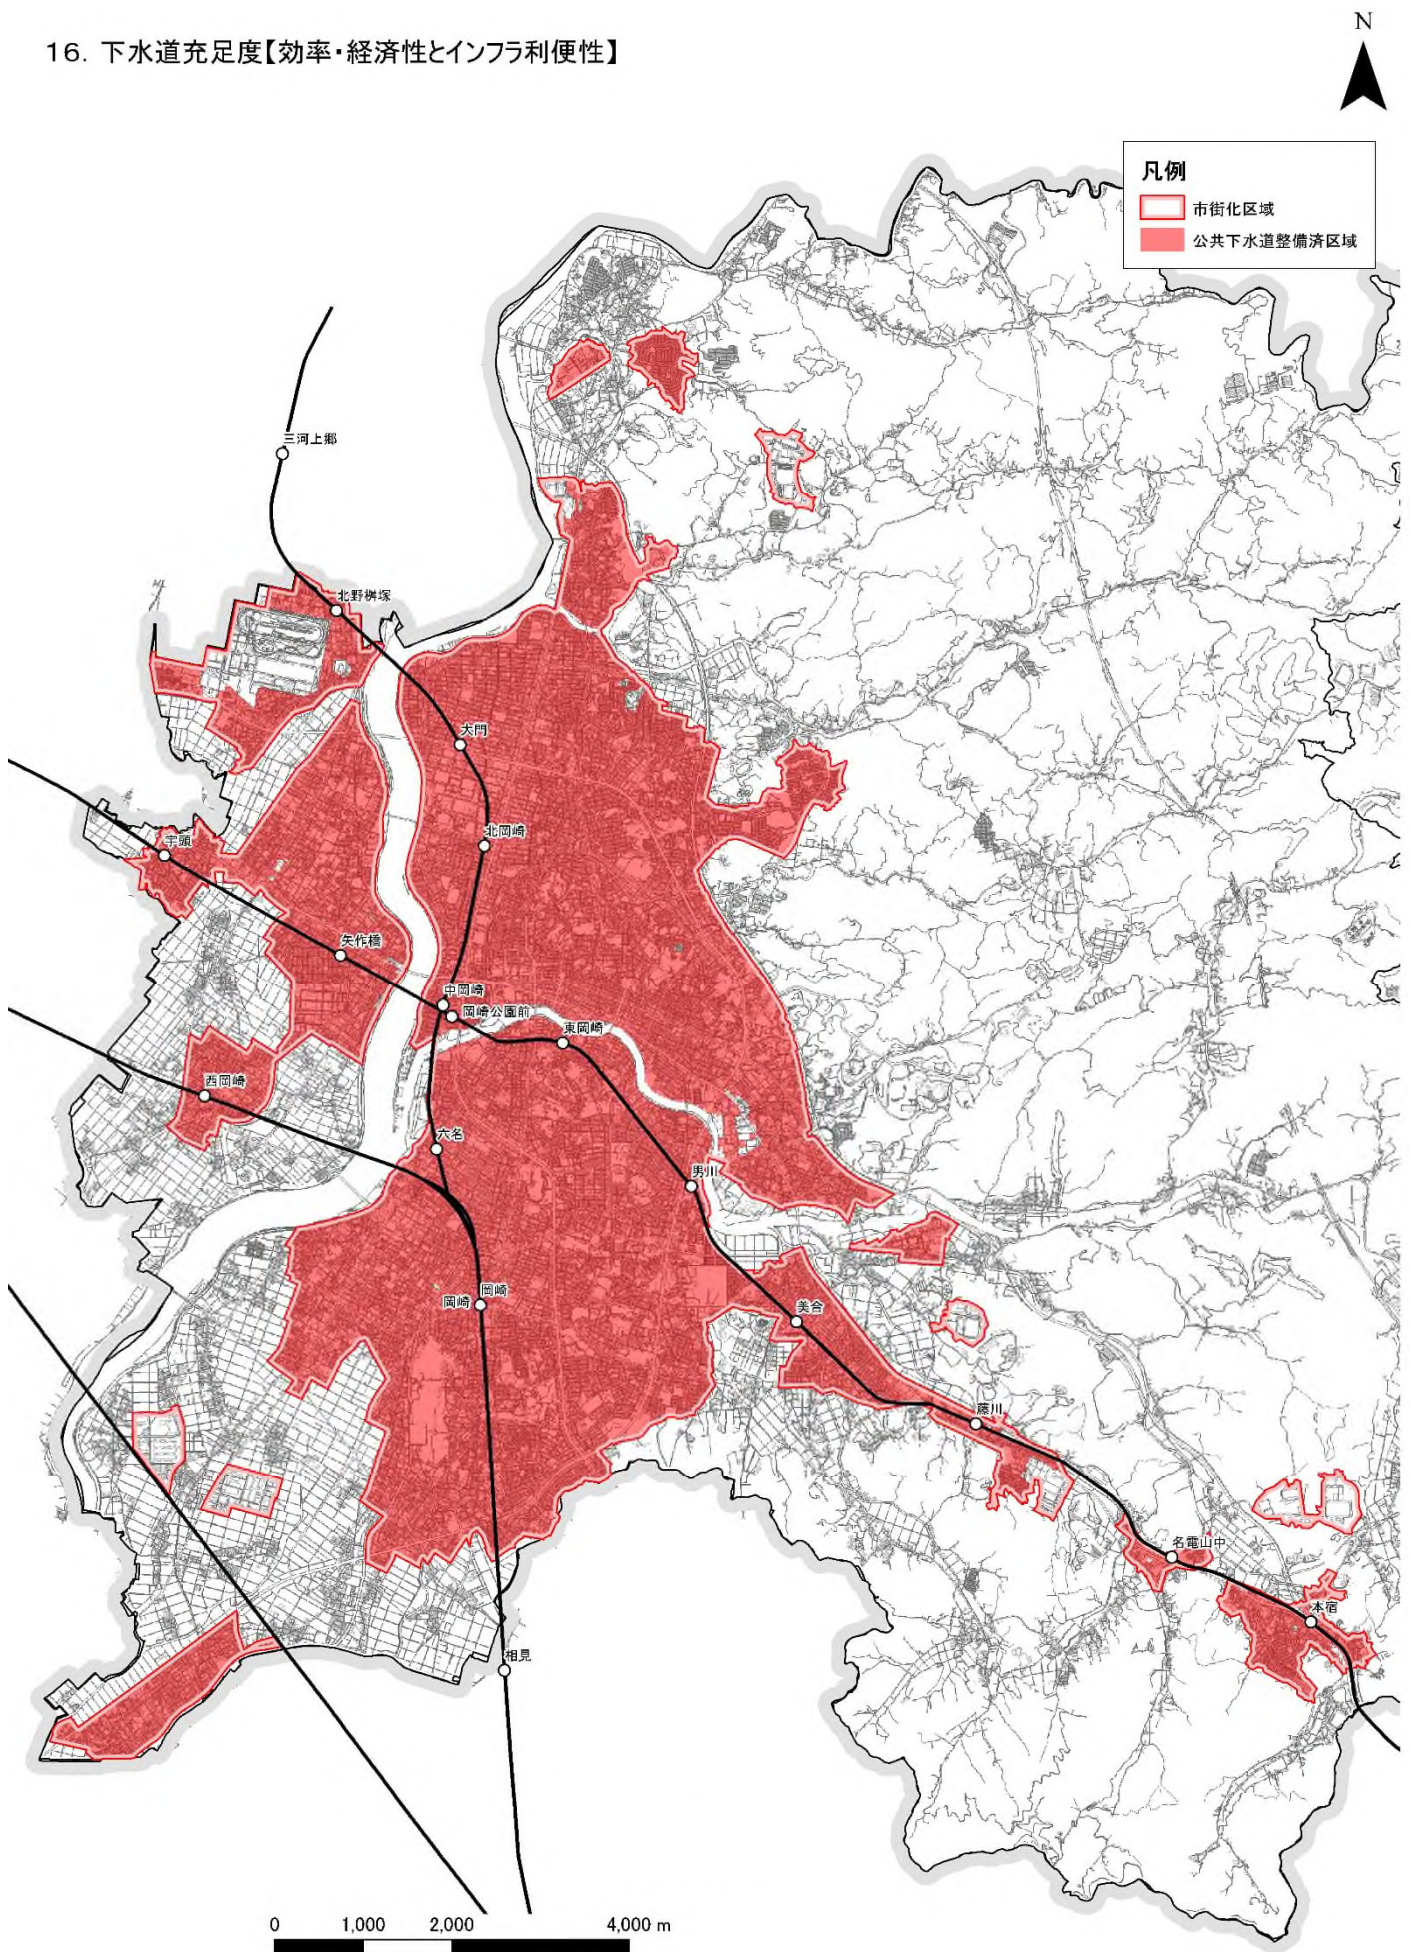 N
16. 下水道充足度【効率・経済性とインフラ利便性】
凡例
市街化区域
公共下水道整備済区域
三河上郷
北野桝塚
大門
北岡崎
宇頭
矢作橋
中岡崎
岡崎公園前
東岡崎
西岡崎
六名
男川
岡崎
岡崎
美合
藤川
名電山中
本宿
相見
0 1,000 2,000 4,000 m